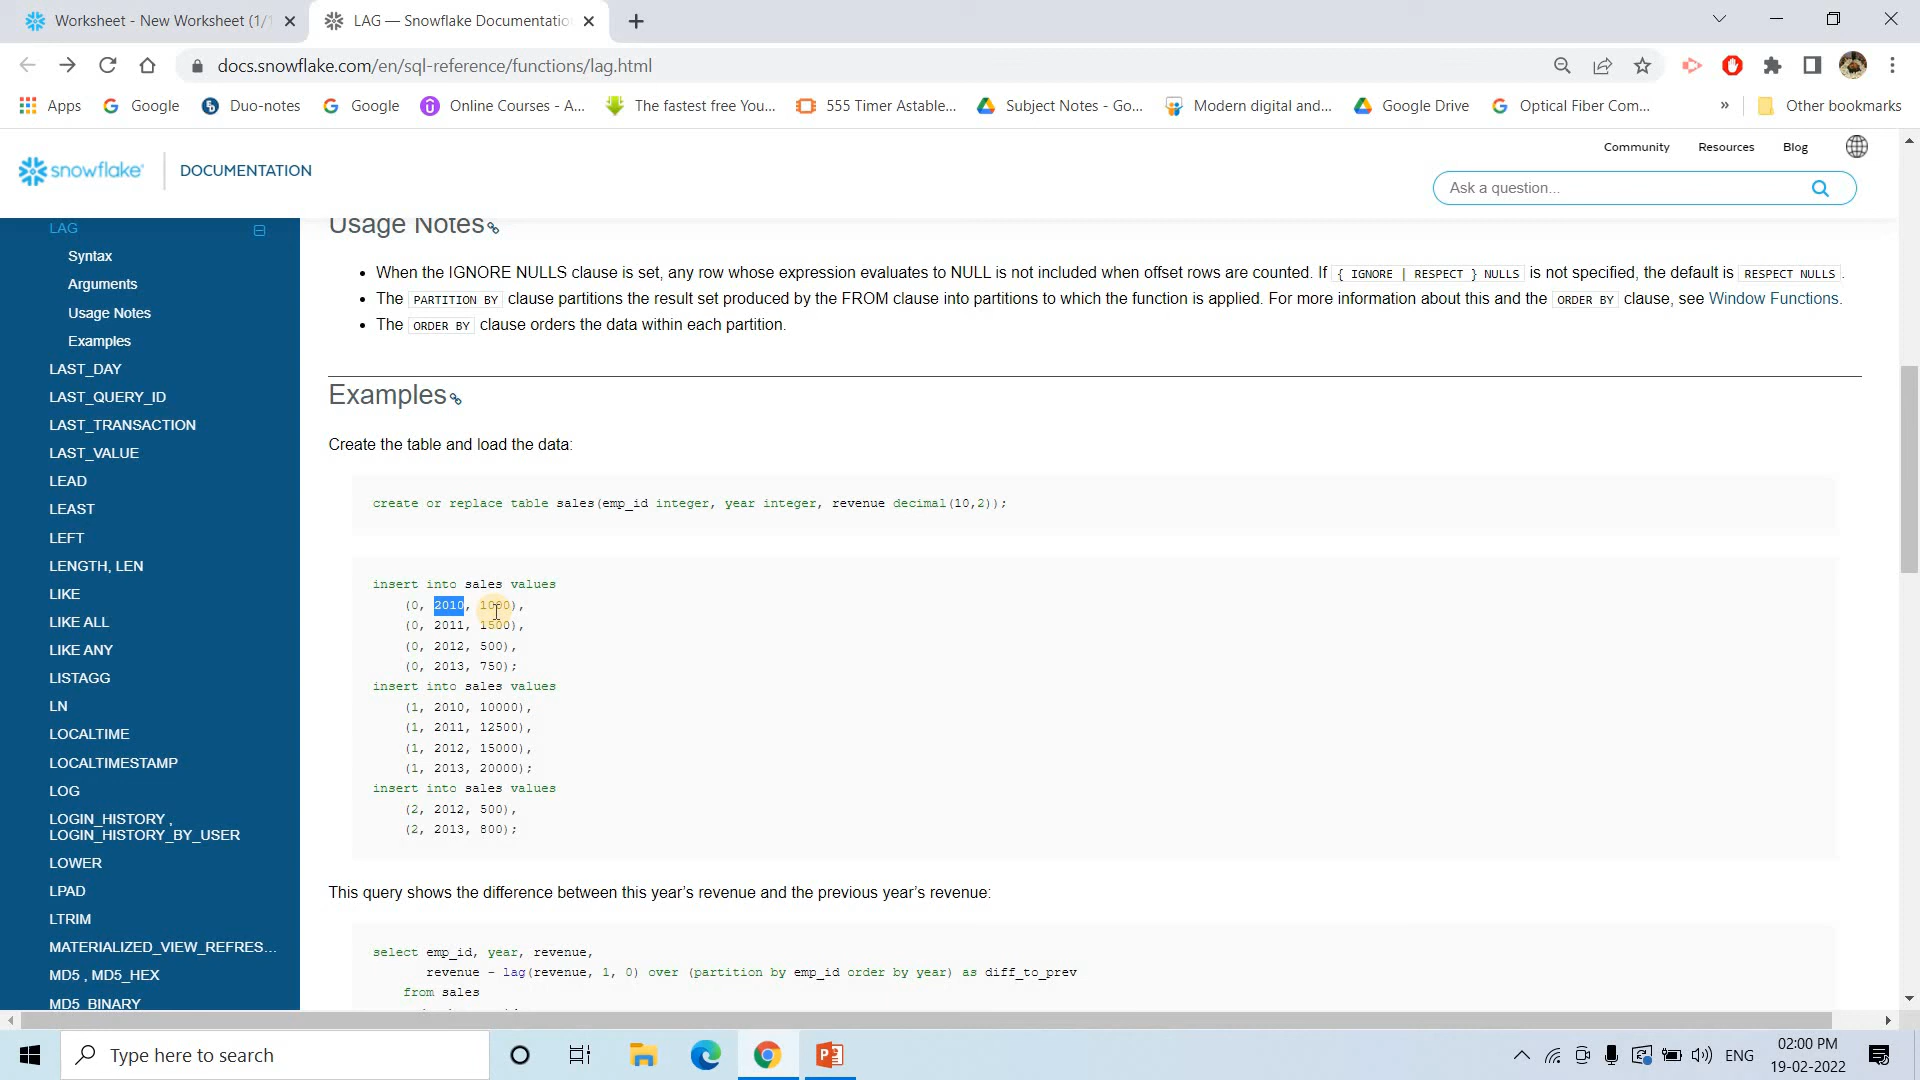 Worksheet - New Worksheet (1/1
LAG — Snowflake Documentatio
docs.snowflake.com/en/sql-reference/functions/lag.html
Apps Google Duo-notes Google Online Courses - A... The fastest free You... 555 Timer Astable... Subject Notes - Go... Modern digital and... Google Drive Optical Fiber Com... » Other bookmarks
snowflake DOCUMENTATION
Community Resources Blog
Ask a question...
LAG
Syntax
Arguments
Usage Notes
Examples
LAST_DAY
LAST_QUERY_ID
LAST_TRANSACTION
LAST_VALUE
LEAD
LEAST
LEFT
LENGTH, LEN
LIKE
LIKE ALL
LIKE ANY
LISTAGG
LN
LOCALTIME
LOCALTIMESTAMP
LOG
LOGIN_HISTORY ,
LOGIN_HISTORY_BY_USER
LOWER
LPAD
LTRIM
MATERIALIZED_VIEW_REFRES...
MD5 , MD5_HEX
MD5_BINARY
Usage Notes
• When the IGNORE NULLS clause is set, any row whose expression evaluates to NULL is not included when offset rows are counted. If { IGNORE | RESPECT } NULLS is not specified, the default is RESPECT NULLS .
• The PARTITION BY clause partitions the result set produced by the FROM clause into partitions to which the function is applied. For more information about this and the ORDER BY clause, see Window Functions.
• The ORDER BY clause orders the data within each partition.
Examples
Create the table and load the data:
create or replace table sales(emp_id integer, year integer, revenue decimal(10,2));
insert into sales values
(0, 2010, 1000),
(0, 2011, 1500),
(0, 2012, 500),
(0, 2013, 750);
insert into sales values
(1, 2010, 10000),
(1, 2011, 12500),
(1, 2012, 15000),
(1, 2013, 20000);
insert into sales values
(2, 2012, 500),
(2, 2013, 800);
This query shows the difference between this year’s revenue and the previous year’s revenue:
select emp_id, year, revenue,
revenue - lag(revenue, 1, 0) over (partition by emp_id order by year) as diff_to_prev
from sales
Type here to search
ENG
02:00 PM
19-02-2022